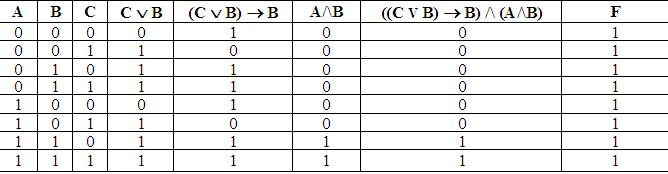 A B C C ∨ B (C ∨ B) → B A/\B ((C V B) → B) /\ (A/\B) F
0 0 0 0 1 0 0 1
0 0 1 1 0 0 0 1
0 1 0 1 1 0 0 1
0 1 1 1 1 0 0 1
1 0 0 0 1 0 0 1
1 0 1 1 0 0 0 1
1 1 0 1 1 1 1 1
1 1 1 1 1 1 1 1